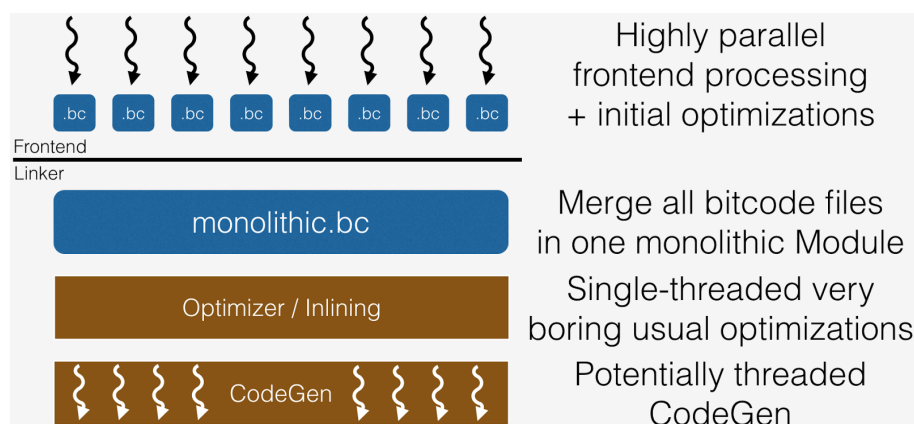 Highly parallel
frontend processing
+ initial optimizations
.bc .bc .bc .bc .bc .bc .bc .bc
Frontend
Linker
monolithic.bc
Merge all bitcode files
in one monolithic Module
Optimizer / Inlining
Single-threaded very
boring usual optimizations
CodeGen
Potentially threaded
CodeGen